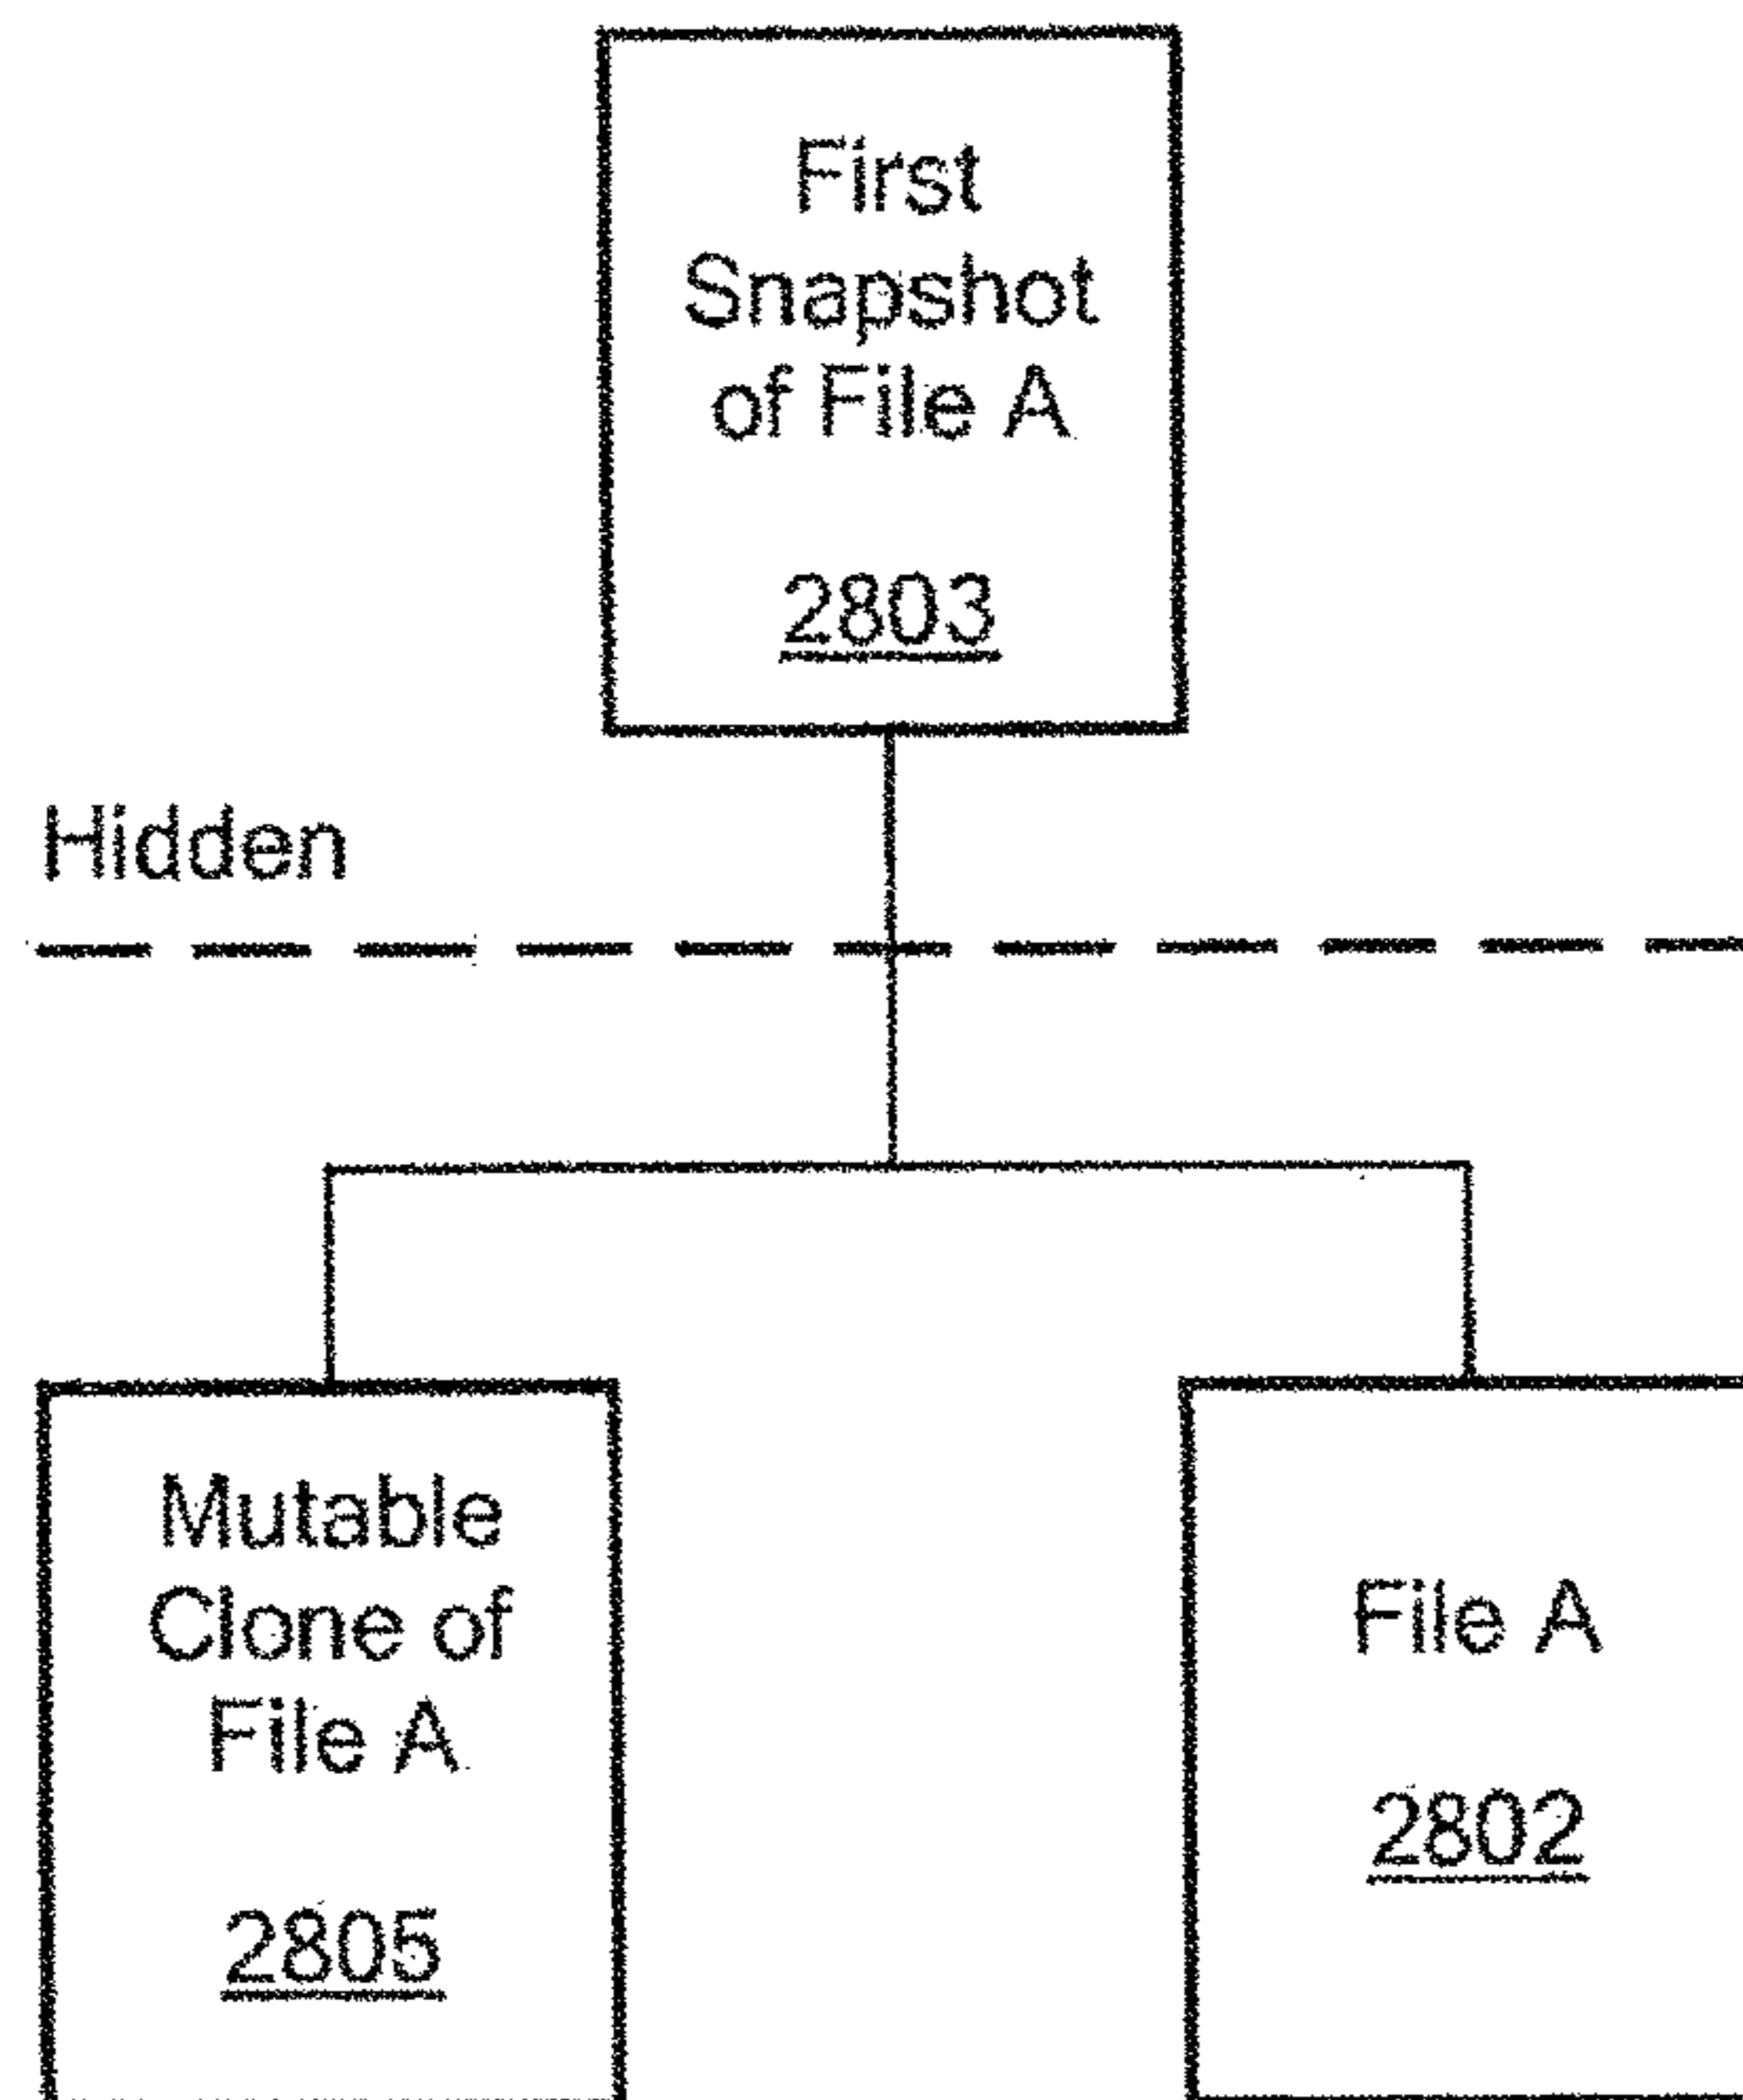 First
Snapshot
of File A
2803
Hidden
Mutable
Clone of
File A
2805
File A
2802